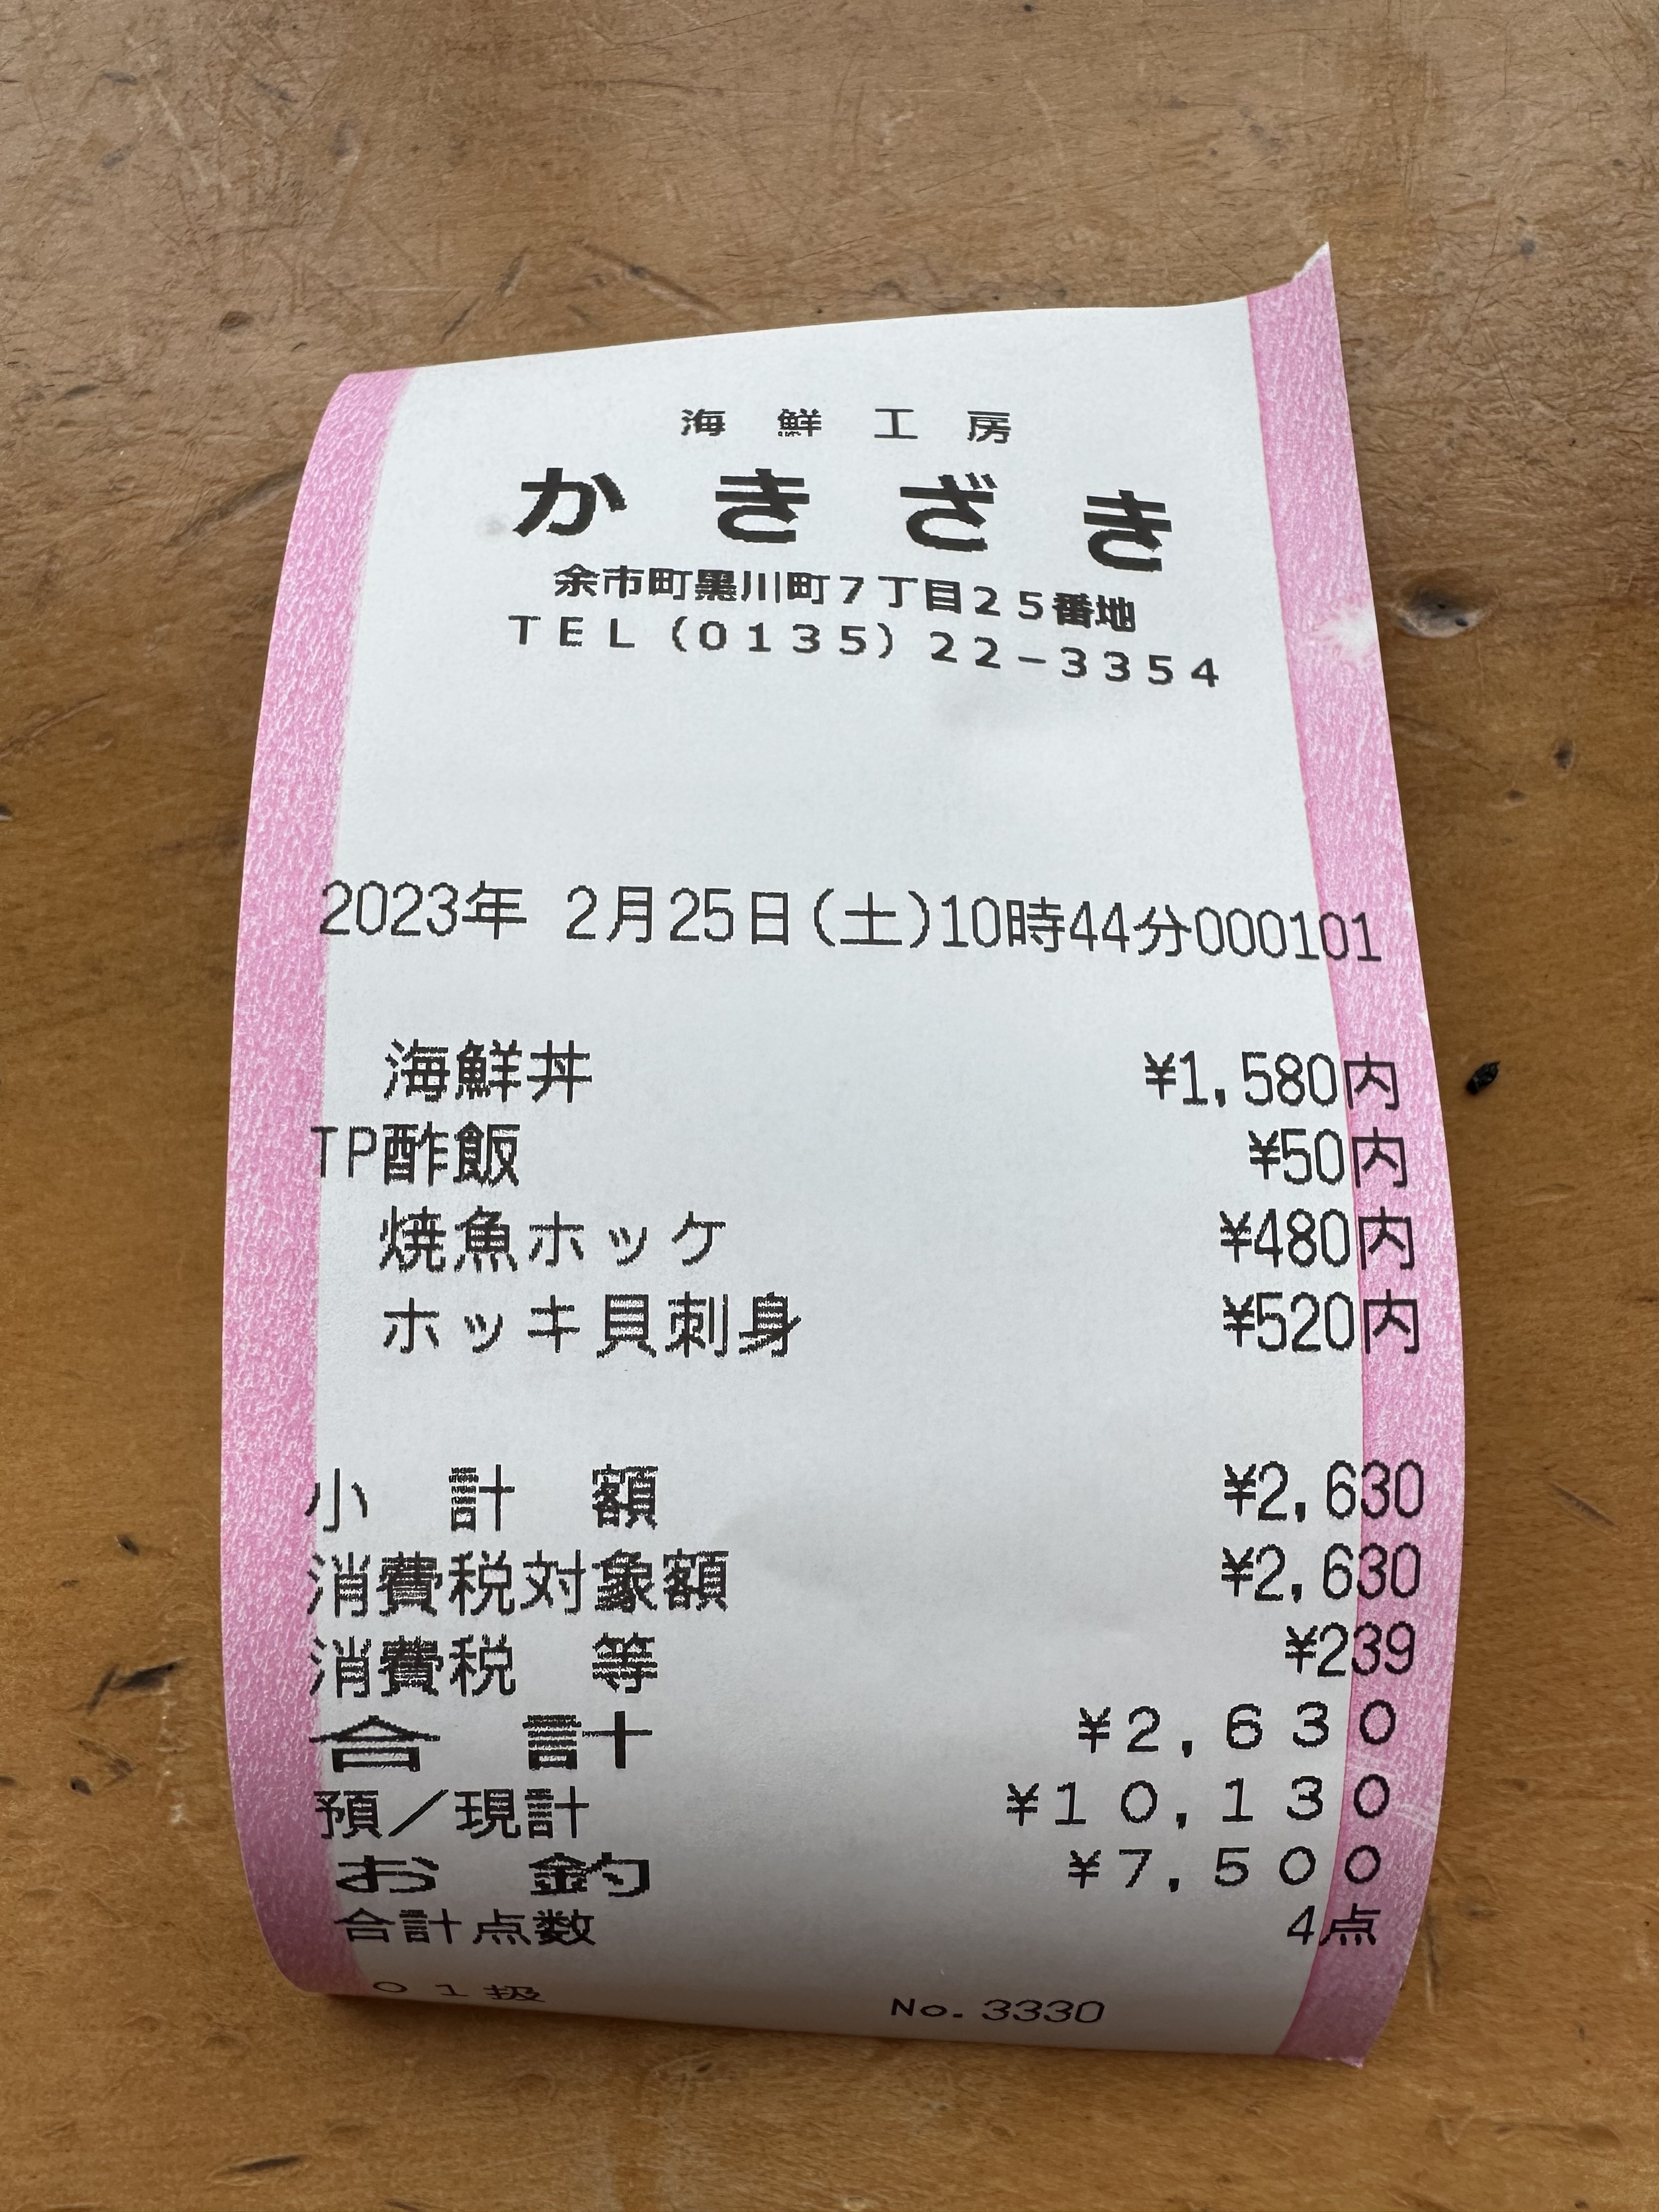 海鮮工房
かきざき
余市町黒川町7丁目25番地
TEL (0135) 22-3354
2023年 2月25日(土)10時44分000101
海鮮丼 ¥1,580内
TP酢飯 ¥50内
焼魚ホッケ ¥480内
ホッキ貝刺身 ¥520内
小計額 ¥2,630
消費税対象額 ¥2,630
消費税等 ¥239
合計 ¥2,630
預/現計 ¥10,130
お釣 ¥7,500
合計点数 4点
01扱 No.3330